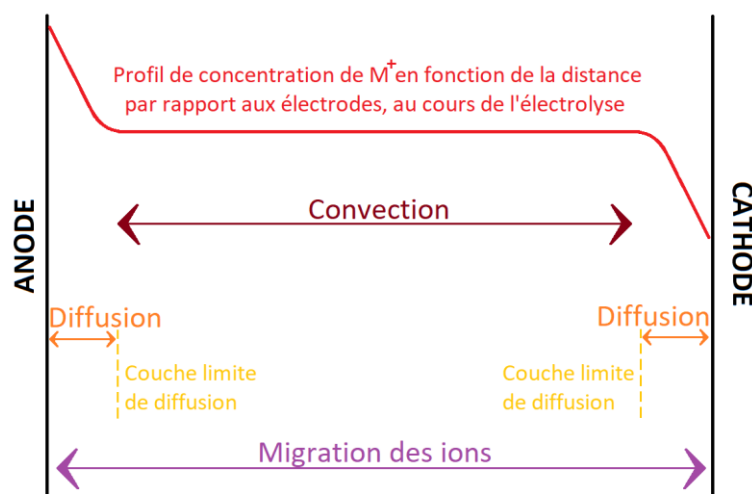 Profil de concentration de M⁺ en fonction de la distance
par rapport aux électrodes, au cours de l'électrolyse
ANODE
CATHODE
Convection
Diffusion
Diffusion
Couche limite
de diffusion
Couche limite
de diffusion
Migration des ions